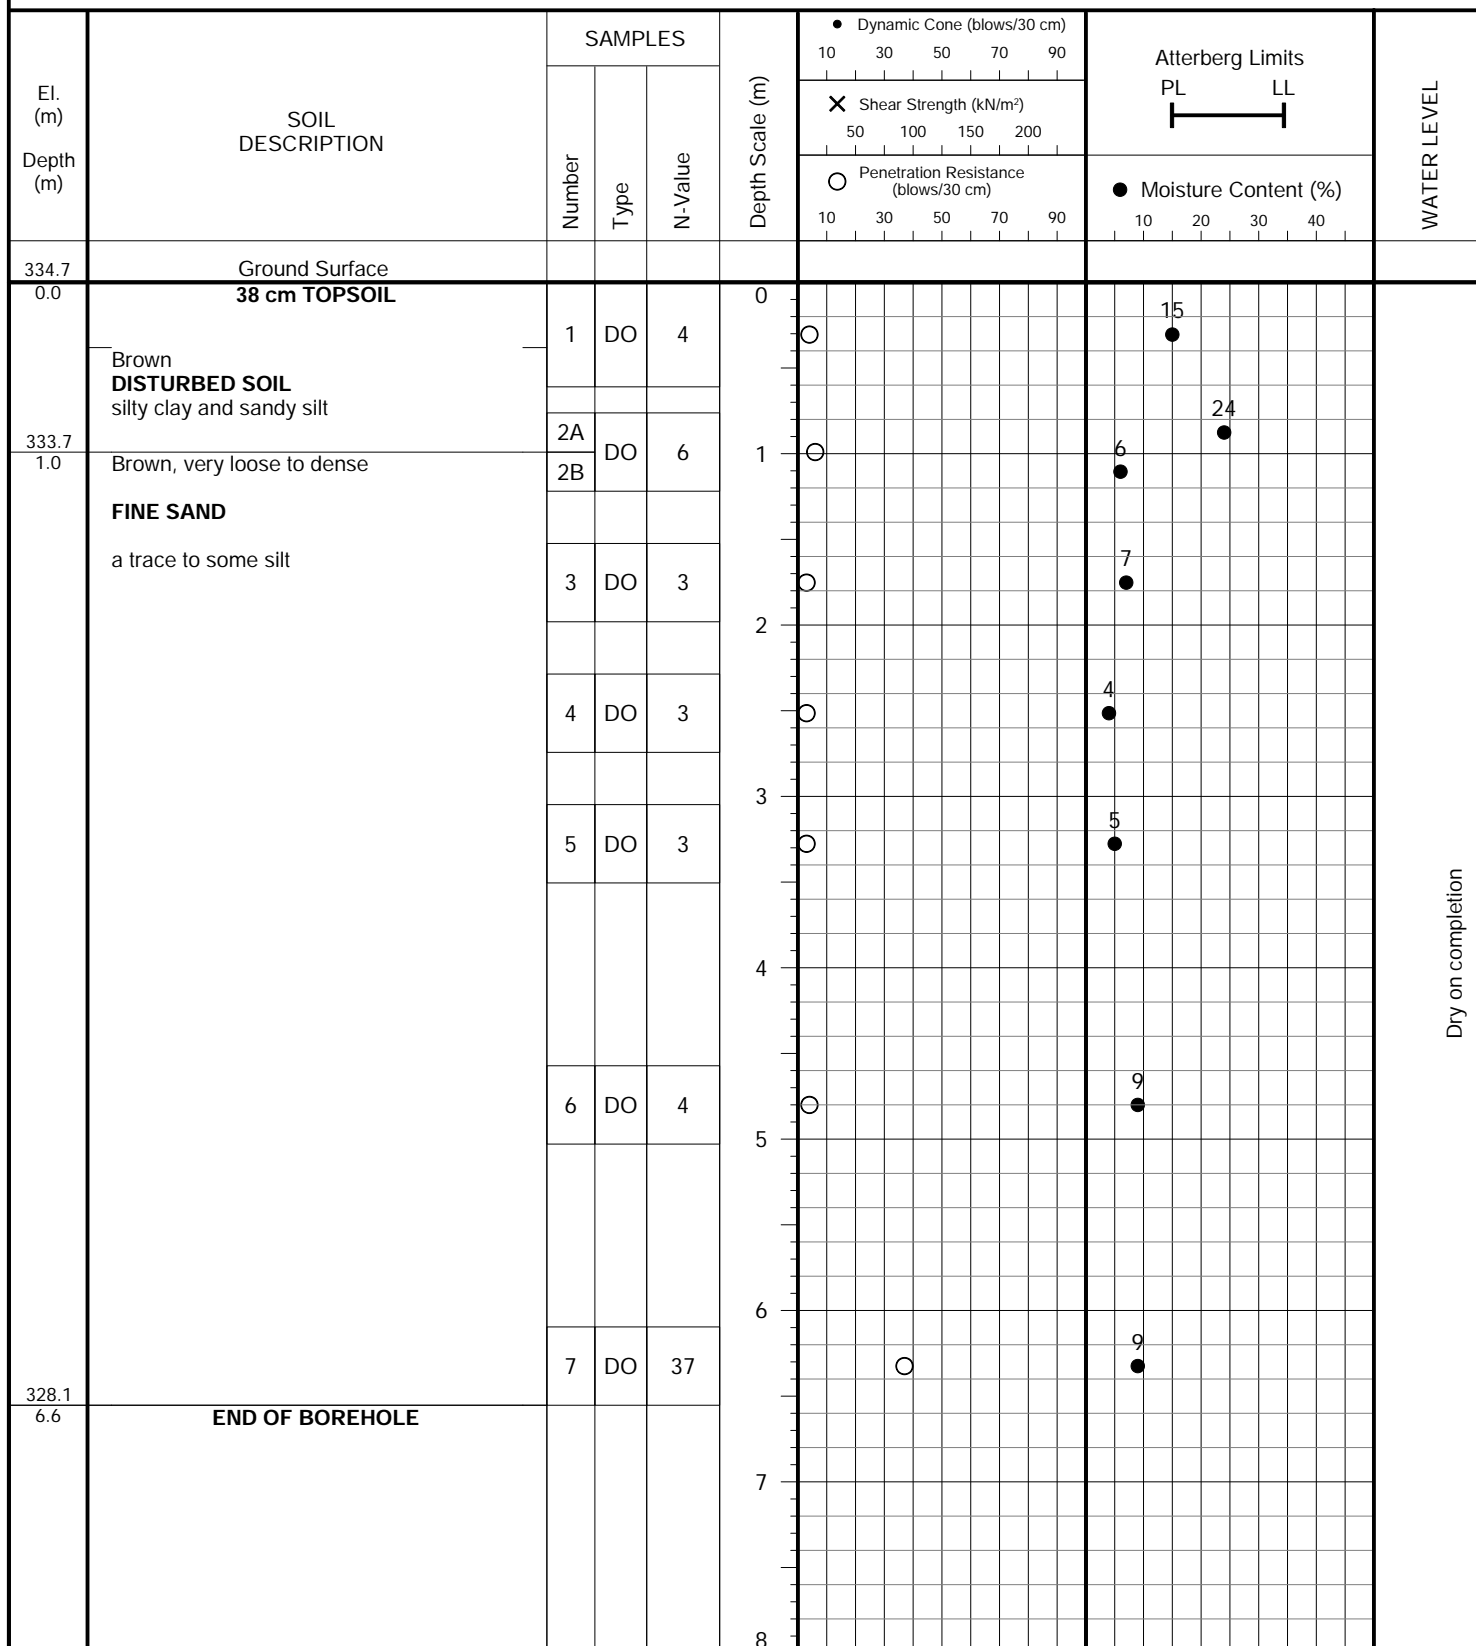 El.
(m)
Depth
(m)
SOIL
DESCRIPTION
SAMPLES
Number
Type
N-Value
Depth Scale (m)
● Dynamic Cone (blows/30 cm)
10 30 50 70 90
✕ Shear Strength (kN/m²)
50 100 150 200
○ Penetration Resistance
(blows/30 cm)
10 30 50 70 90
Atterberg Limits
PL LL
● Moisture Content (%)
10 20 30 40
WATER LEVEL
334.7 Ground Surface
0.0 38 cm TOPSOIL 0
15
1 DO 4
Brown
DISTURBED SOIL
silty clay and sandy silt
24
2A
333.7
DO 6 6
1.0 Brown, very loose to dense 1
2B
FINE SAND
a trace to some silt
7
3 DO 3
2
4
4 DO 3
3
5
5 DO 3
4
Dry on completion
9
6 DO 4
5
6
9
7 DO 37
328.1
6.6 END OF BOREHOLE
7
8